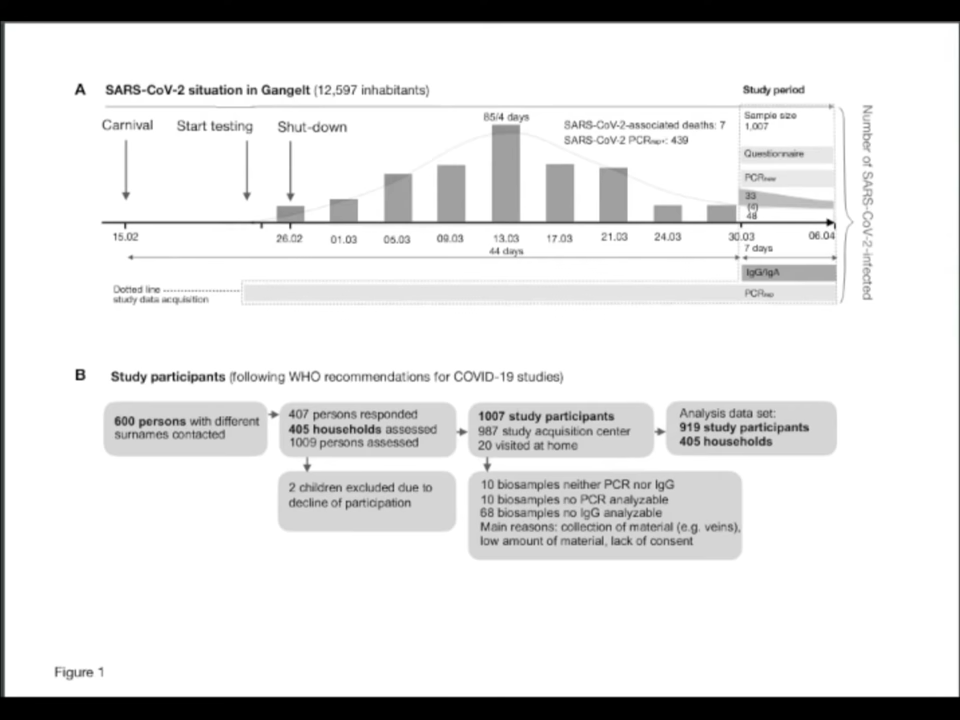 A SARS-CoV-2 situation in Gangelt (12,597 inhabitants)
Study period
Carnival Start testing Shut-down
85/4 days
SARS-CoV-2-associated deaths: 7
SARS-CoV-2 PCRrep+: 439
Sample size
1,007
Questionnaire
PCRnew
33
(4)
48
15.02 26.02 01.03 05.03 09.03 13.03 17.03 21.03 24.03 30.03 06.04
44 days
7 days
IgG/IgA
Dotted line
study data acquisition
PCRrep
Number of SARS-CoV-2-infected
B Study participants (following WHO recommendations for COVID-19 studies)
600 persons with different
surnames contacted
407 persons responded
405 households assessed
1009 persons assessed
1007 study participants
987 study acquisition center
20 visited at home
Analysis data set:
919 study participants
405 households
2 children excluded due to
decline of participation
10 biosamples neither PCR nor IgG
10 biosamples no PCR analyzable
68 biosamples no IgG analyzable
Main reasons: collection of material (e.g. veins),
low amount of material, lack of consent
Figure 1